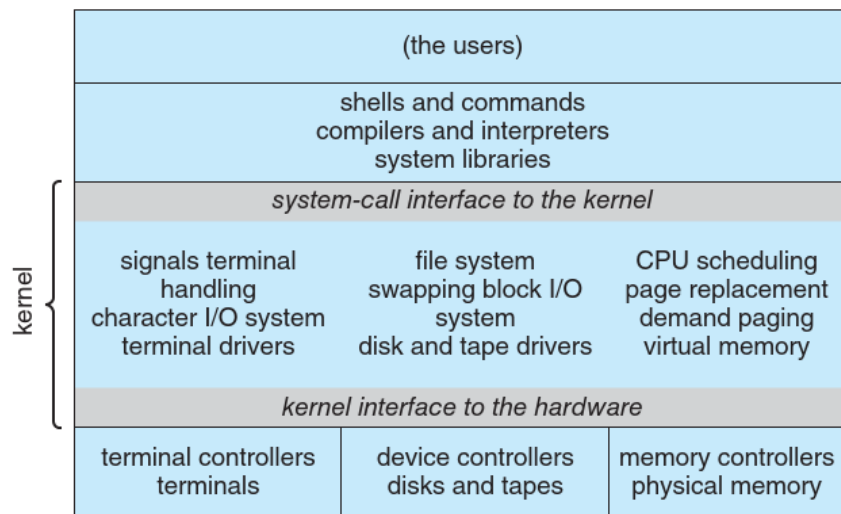 (the users)
shells and commands
compilers and interpreters
system libraries
system-call interface to the kernel
kernel
signals terminal
handling
character I/O system
terminal drivers
file system
swapping block I/O
system
disk and tape drivers
CPU scheduling
page replacement
demand paging
virtual memory
kernel interface to the hardware
terminal controllers
terminals
device controllers
disks and tapes
memory controllers
physical memory